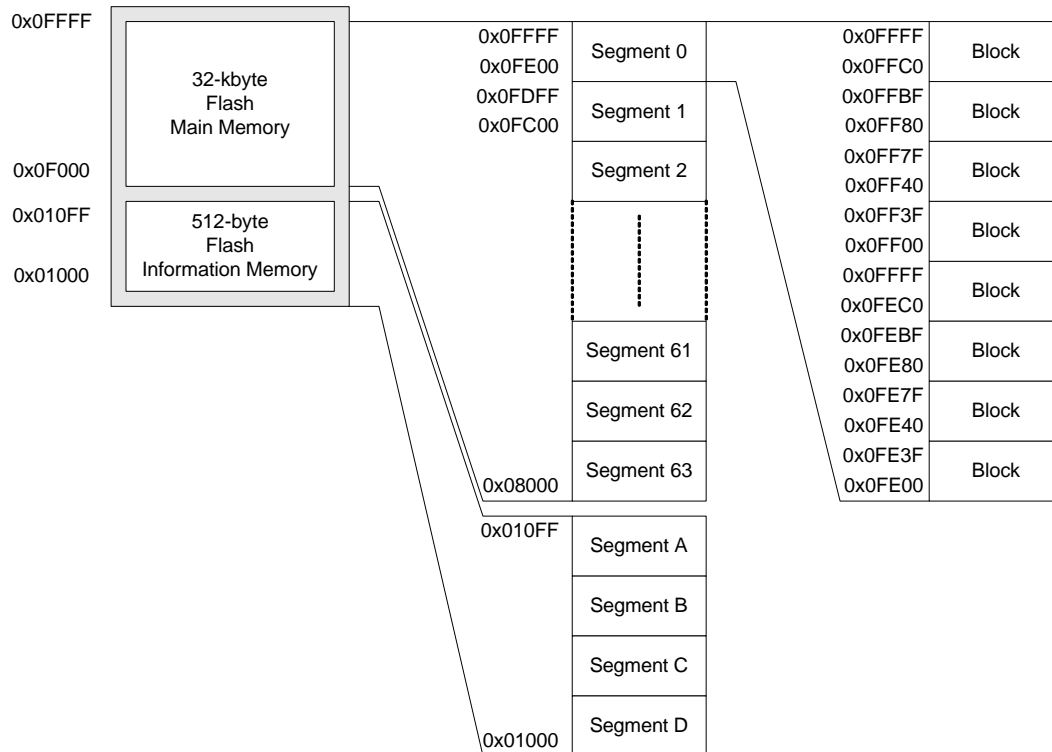 0x0FFFF
32-kbyte
Flash
Main Memory
0x0F000
0x010FF
512-byte
Flash
Information Memory
0x01000
0x0FFFF
Segment 0
0x0FE00
0x0FDFF
Segment 1
0x0FC00
Segment 2
Segment 61
Segment 62
Segment 63
0x08000
0x010FF
Segment A
Segment B
Segment C
Segment D
0x01000
0x0FFFF
Block
0x0FFC0
0x0FFBF
Block
0x0FF80
0x0FF7F
Block
0x0FF40
0x0FF3F
Block
0x0FF00
0x0FFFF
Block
0x0FEC0
0x0FEBF
Block
0x0FE80
0x0FE7F
Block
0x0FE40
0x0FE3F
Block
0x0FE00